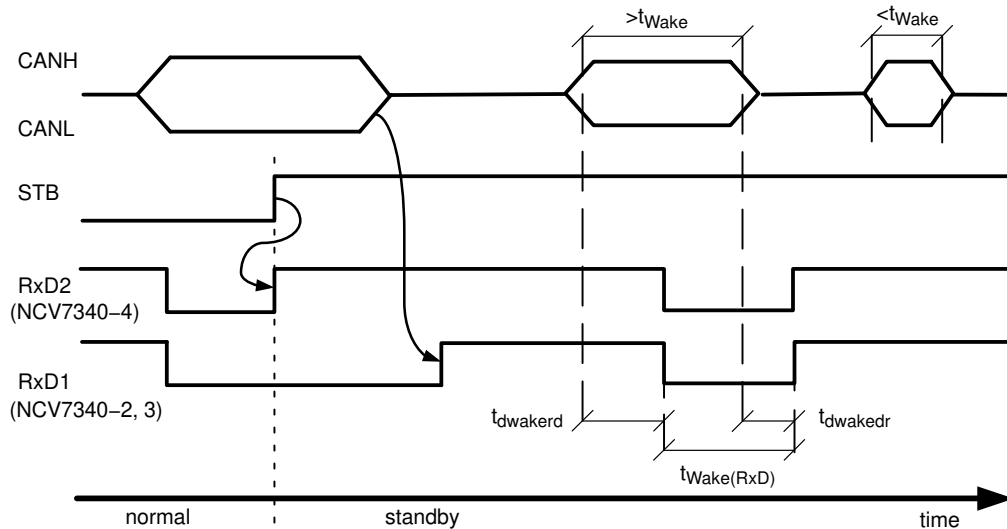 >tWake
<tWake
CANH
CANL
STB
RxD2
(NCV7340−4)
RxD1
(NCV7340−2, 3)
tdwakerd
tdwakedr
tWake(RxD)
normal
standby
time